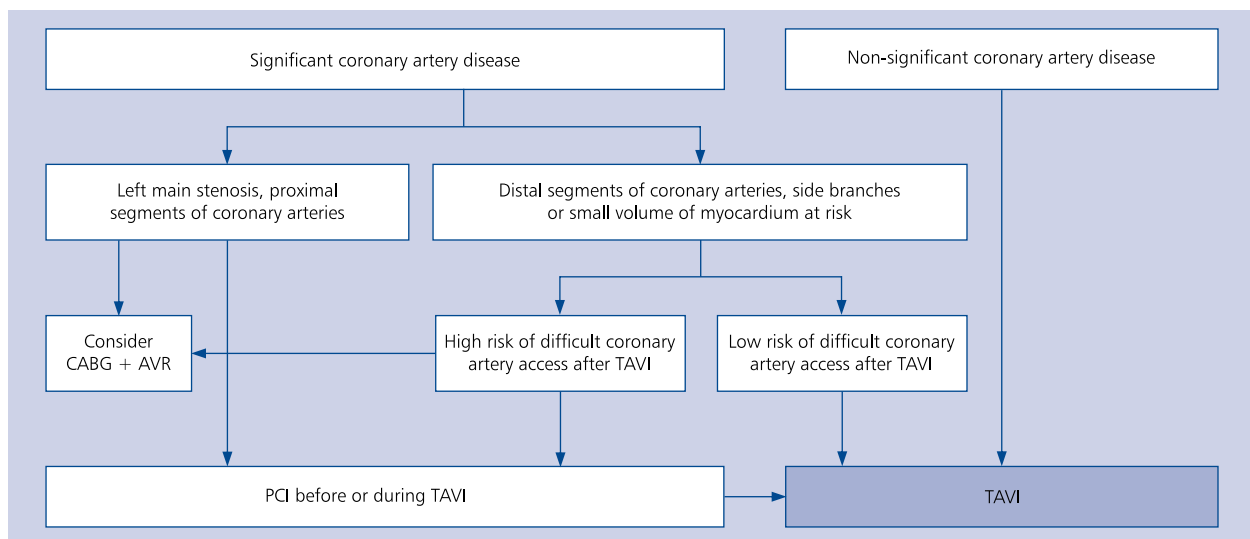 Significant coronary artery disease
Non-significant coronary artery disease
Left main stenosis, proximal
segments of coronary arteries
Distal segments of coronary arteries, side branches
or small volume of myocardium at risk
Consider
CABG + AVR
High risk of difficult coronary
artery access after TAVI
Low risk of difficult coronary
artery access after TAVI
PCI before or during TAVI
TAVI